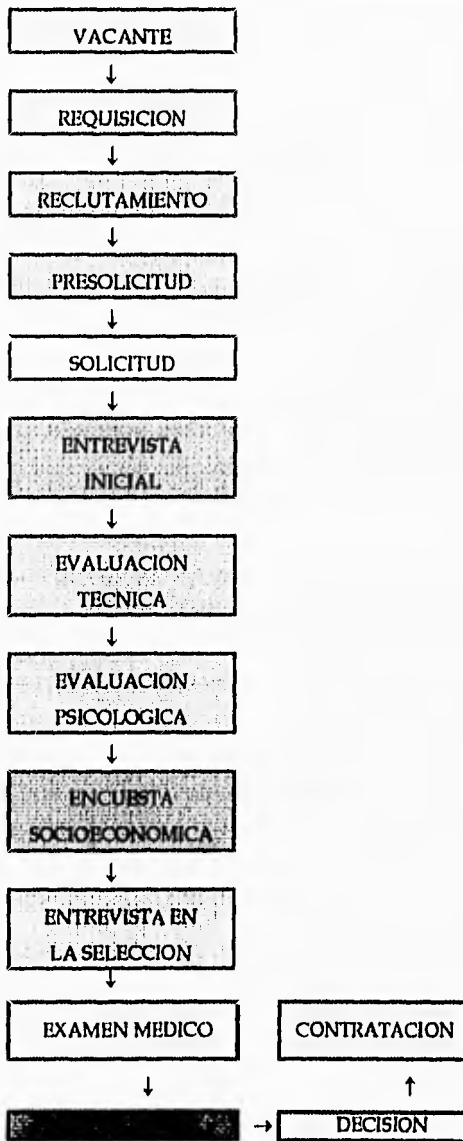 VACANTE
↓
REQUISICION
↓
RECLUTAMIENTO
↓
PRESOLICITUD
↓
SOLICITUD
↓
ENTREVISTA
INICIAL
↓
EVALUACION
TECNICA
↓
EVALUACION
PSICOLOGICA
↓
ENCUESTA
SOCIOECONOMICA
↓
ENTREVISTA EN
LA SELECCION
↓
EXAMEN MEDICO
CONTRATACION
↓ ↑
→ DECISION